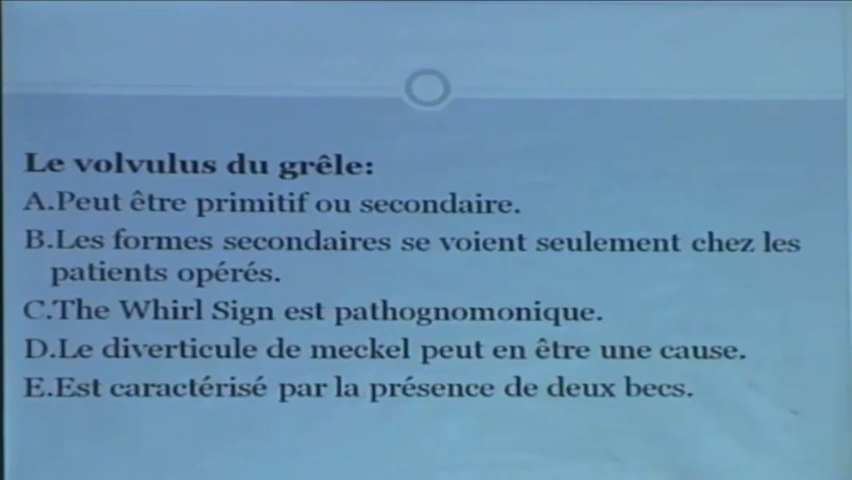 Le volvulus du grêle:
A.Peut être primitif ou secondaire.
B.Les formes secondaires se voient seulement chez les
patients opérés.
C.The Whirl Sign est pathognomonique.
D.Le diverticule de meckel peut en être une cause.
E.Est caractérisé par la présence de deux becs.